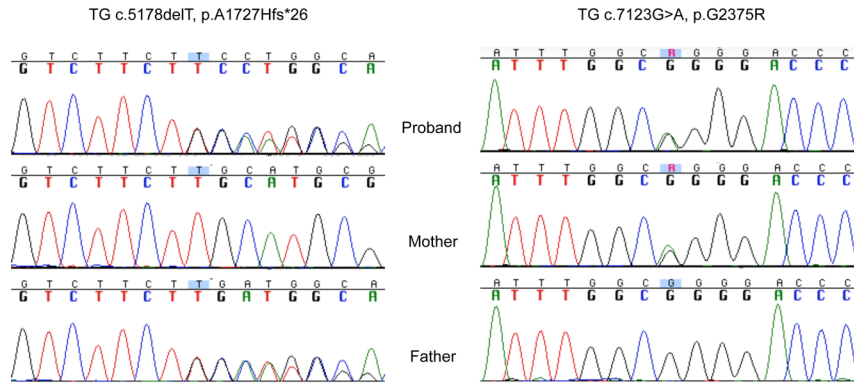 TG c.5178delT, p.A1727Hfs*26
TG c.7123G>A, p.G2375R
G T C T T C T T C C T G G C A
G T C T T C T T C C T G G C A
A T T T G G C R G G G A C C C
A T T T G G C G G G G A C C C
Proband
G T C T T C T T G C A T G C G
G T C T T C T T G C A T G C G
A T T T G G C R G G G A C C C
A T T T G G C G G G G A C C C
Mother
G T C T T C T T G A T G G C A
G T C T T C T T G A T G G C A
A T T T G G C G G G G A C C C
A T T T G G C G G G G A C C C
Father